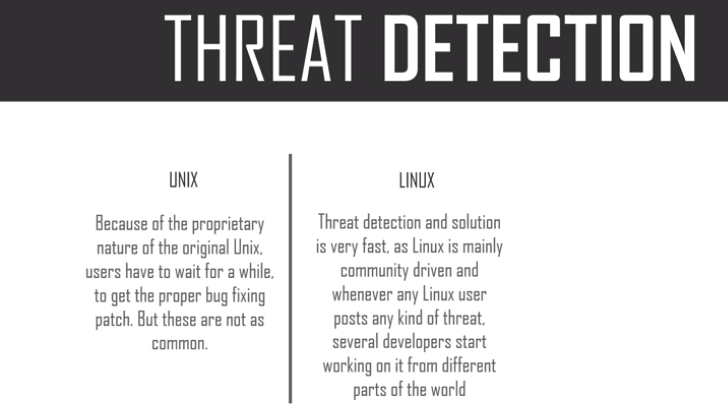 THREAT DETECTION
UNIX
Because of the proprietary
nature of the original Unix,
users have to wait for a while,
to get the proper bug fixing
patch. But these are not as
common.
LINUX
Threat detection and solution
is very fast, as Linux is mainly
community driven and
whenever any Linux user
posts any kind of threat,
several developers start
working on it from different
parts of the world